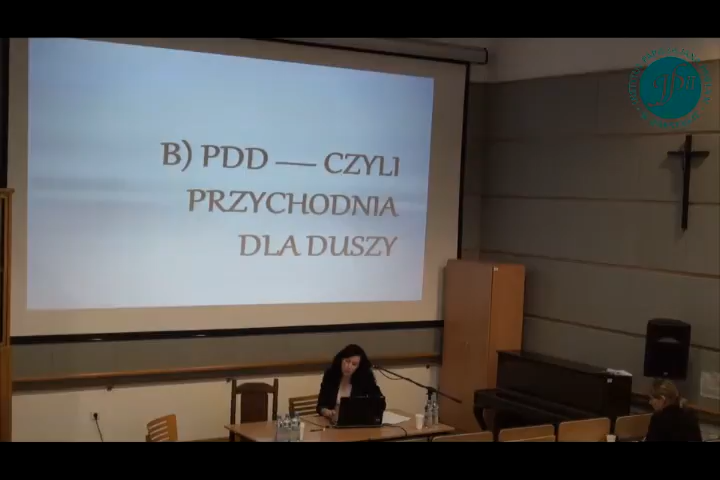 B) PDD — CZYLI
PRZYCHODNIA
DLA DUSZY